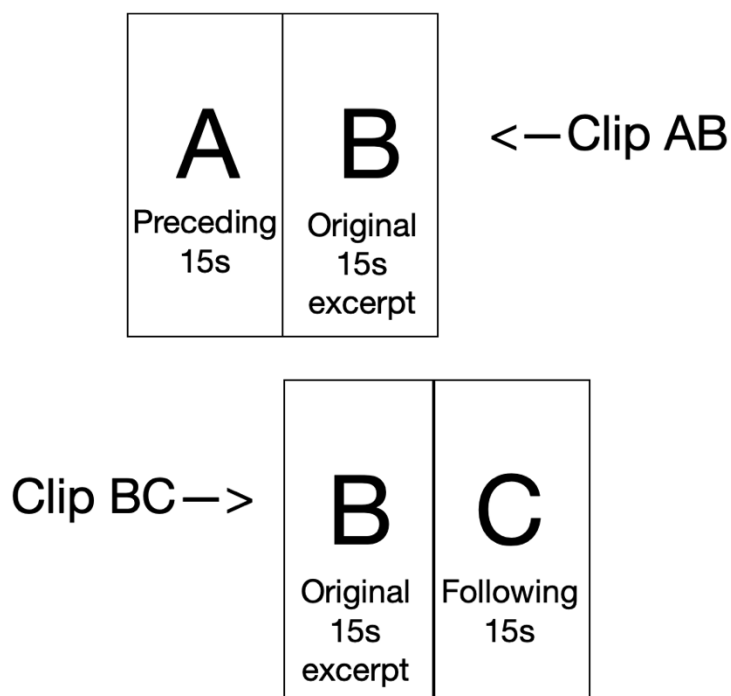 A B <—Clip AB
Preceding Original
15s 15s
excerpt
Clip BC—> B C
Original Following
15s 15s
excerpt